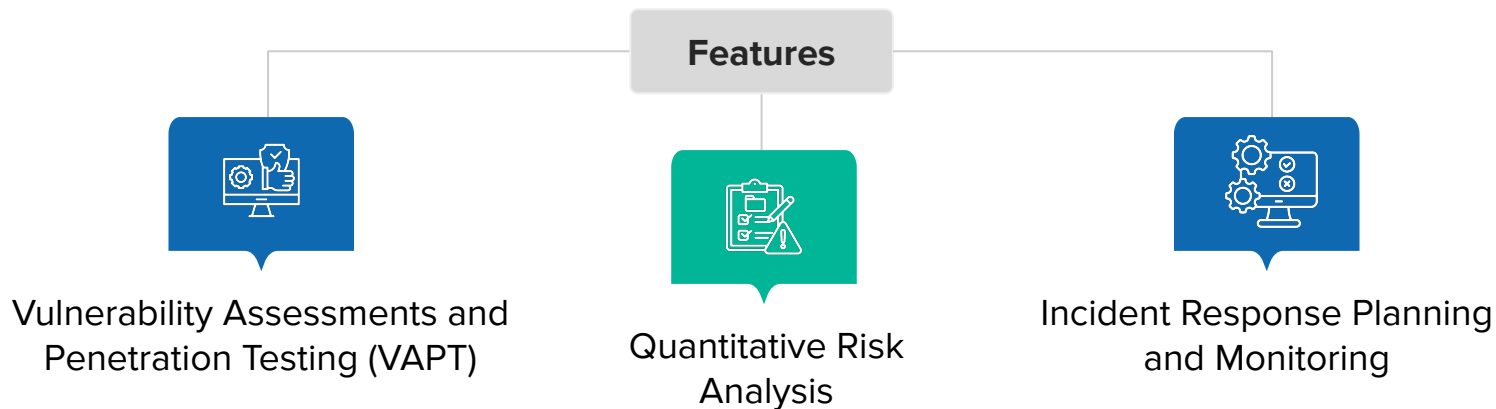 Features
Vulnerability Assessments and
Penetration Testing (VAPT)
Quantitative Risk
Analysis
Incident Response Planning
and Monitoring